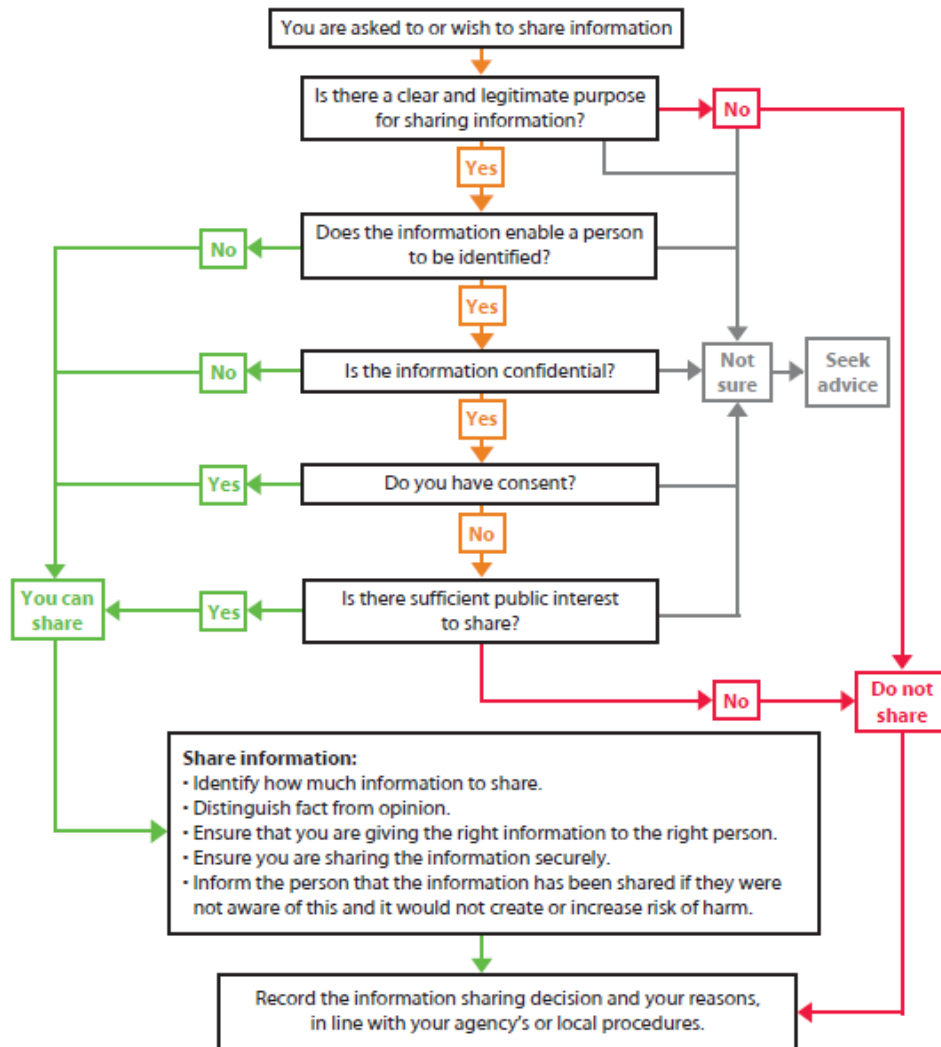 You are asked to or wish to share information
Is there a clear and legitimate purpose
for sharing information?
No
Yes
Does the information enable a person
to be identified?
No
Yes
Is the information confidential?
No
Not
sure
Seek
advice
Yes
Do you have consent?
Yes
No
Is there sufficient public interest
to share?
Yes
You can
share
No
Do not
share
Share information:
• Identify how much information to share.
• Distinguish fact from opinion.
• Ensure that you are giving the right information to the right person.
• Ensure you are sharing the information securely.
• Inform the person that the information has been shared if they were
not aware of this and it would not create or increase risk of harm.
Record the information sharing decision and your reasons,
in line with your agency’s or local procedures.